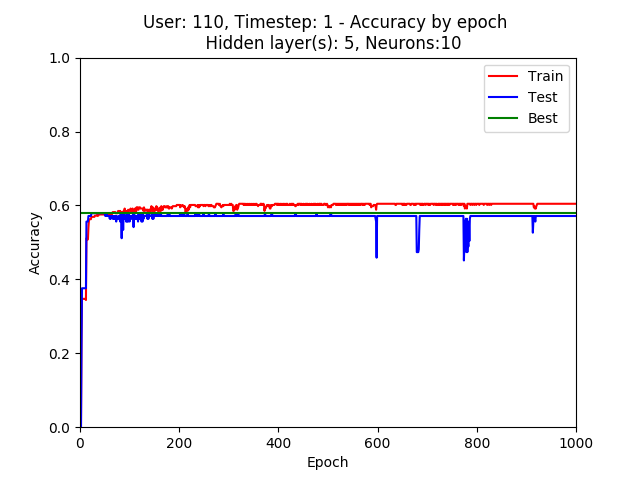 User: 110, Timestep: 1 - Accuracy by epoch
Hidden layer(s): 5, Neurons:10
1.0
0.8
0.6
0.4
0.2
0.0
Accuracy
Train
Test
Best
0 200 400 600 800 1000
Epoch